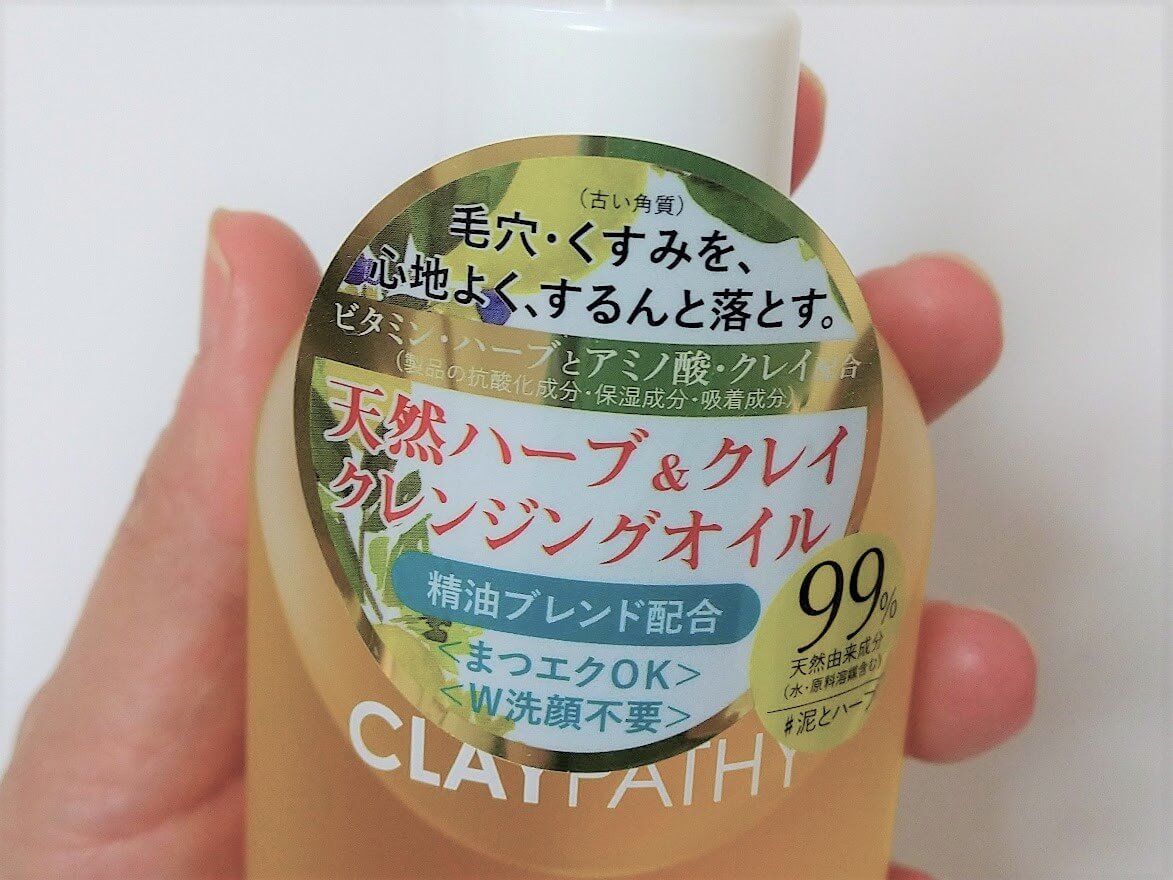 （古い角質）
毛穴・くすみを、
心地よく、するんと落とす。
ビタミン・ハーブとアミノ酸・クレイ配合
（製品の抗酸化成分・保湿成分・吸着成分）
天然ハーブ&クレイ
クレンジングオイル
精油ブレンド配合
<まつエクOK>
<W洗顔不要>
99%
天然由来成分
（水・原料溶媒含む）
#泥とハーブ
CLAYPATHY